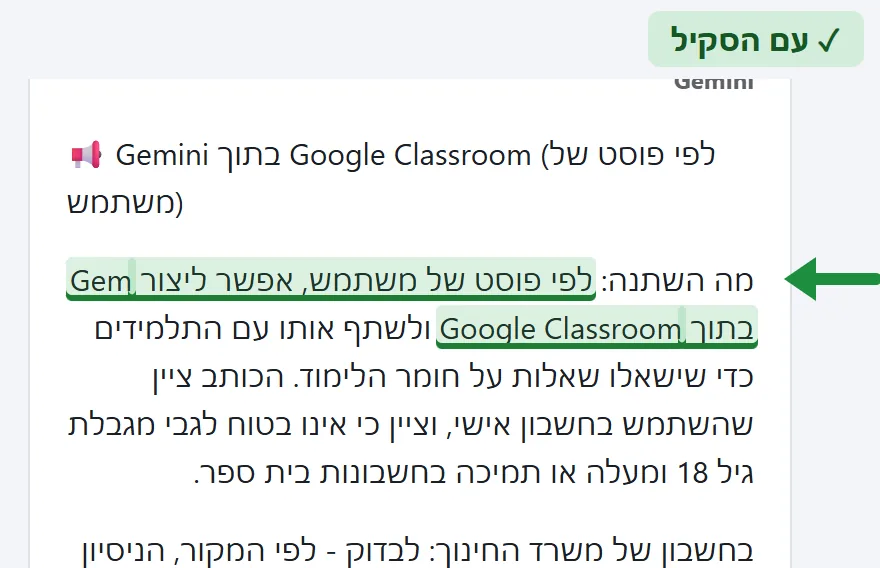 ✓ עם הסקיל
Gemini
📢 Gemini בתוך Google Classroom (לפי פוסט של
משתמש)
מה השתנה: לפי פוסט של משתמש, אפשר ליצור Gem
בתוך Google Classroom ולשתף אותו עם התלמידים
כדי שישאלו שאלות על חומר הלימוד. הכותב ציין
שהשתמש בחשבון אישי, וציין כי אינו בטוח לגבי מגבלת
גיל 18 ומעלה או תמיכה בחשבונות בית ספר.
בחשבון של משרד החינוך: לבדוק - לפי המקור, הניסיון